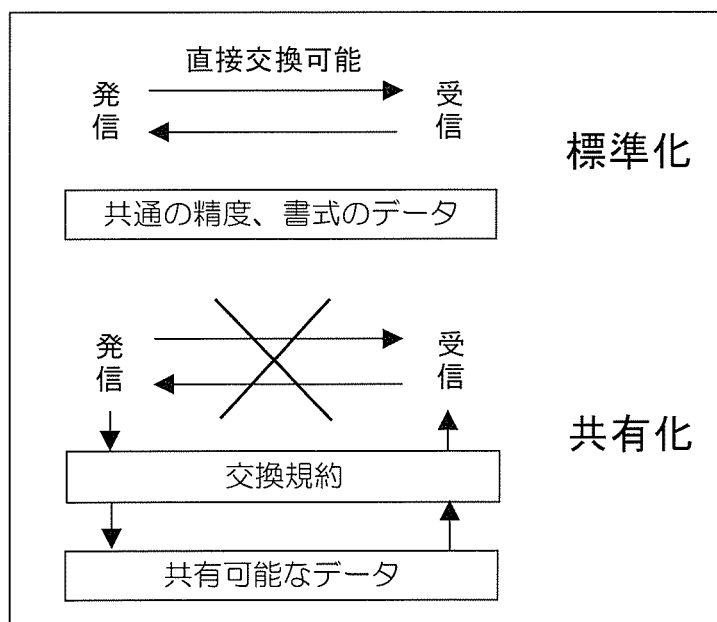 直接交換可能
発信
受信
標準化
共通の精度、書式のデータ
発信
受信
共有化
交換規約
共有可能なデータ